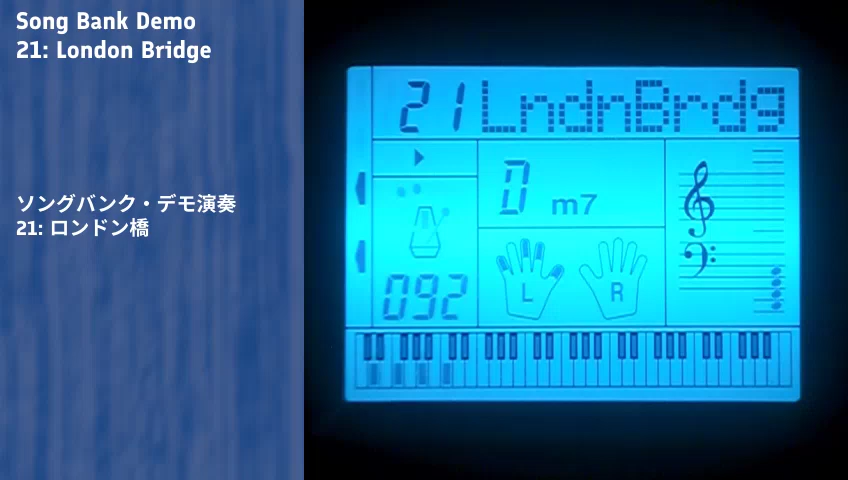 Song Bank Demo
21: London Bridge
ソングバンク・デモ演奏
21: ロンドン橋
21 LndnBrdg
D m7
L R
092